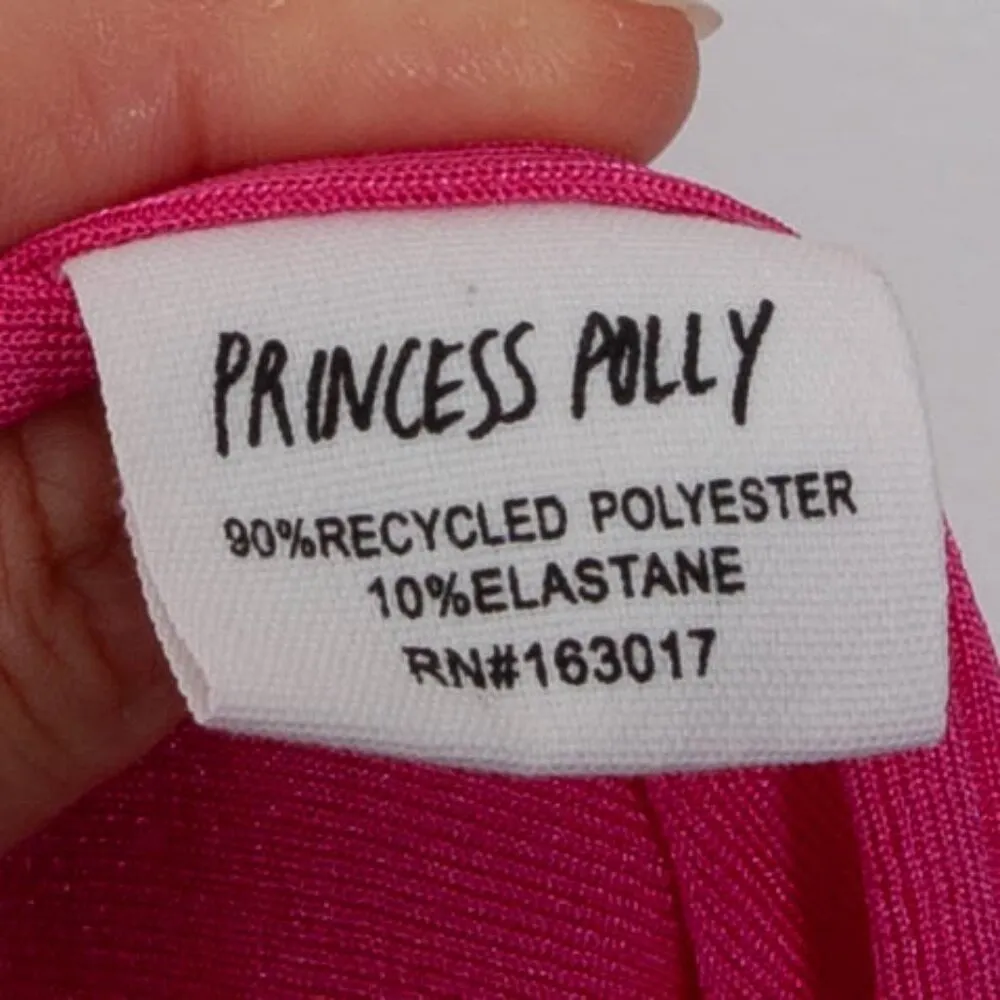 PRINCESS POLLY
90%RECYCLED POLYESTER
10%ELASTANE
RN#163017